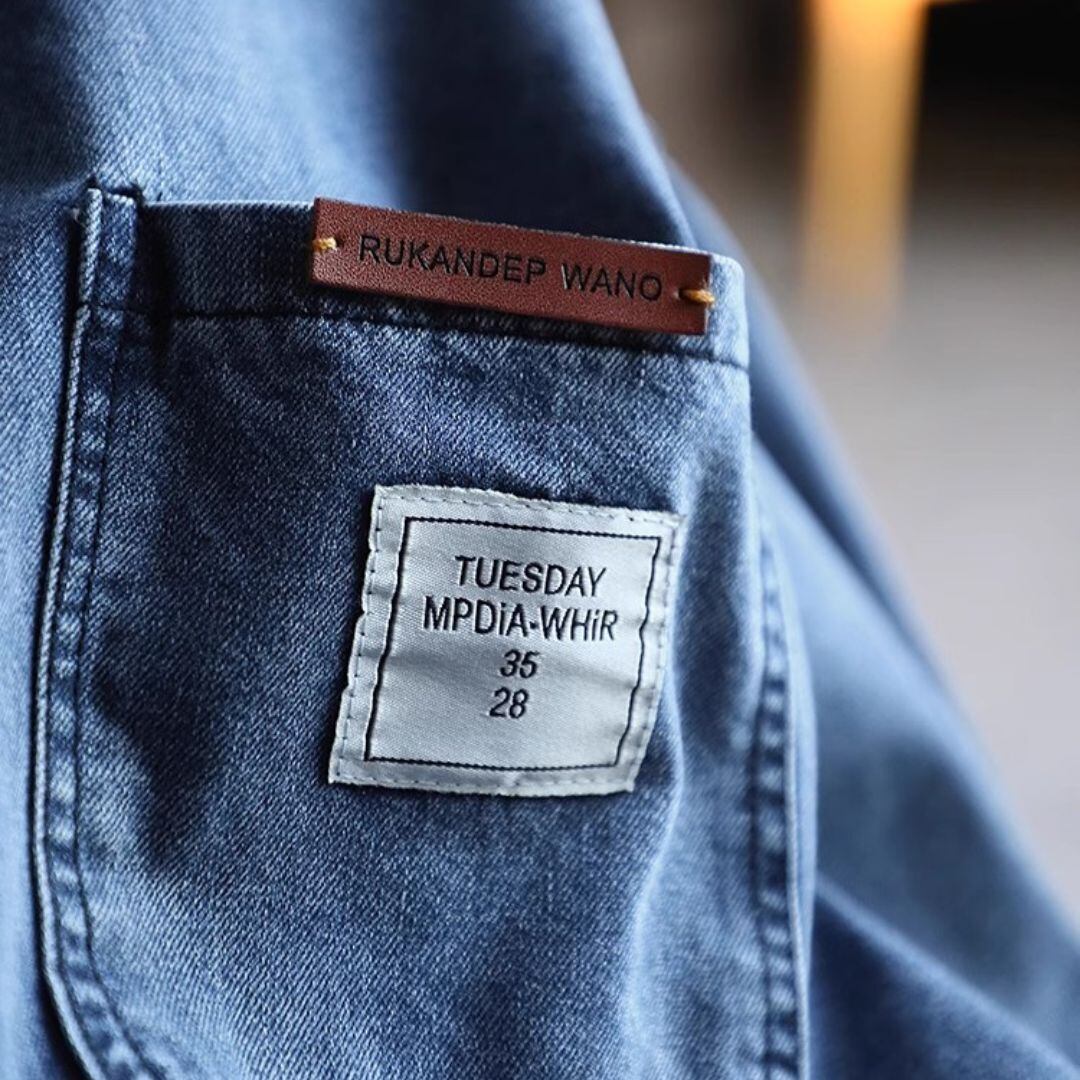 RUKANDEP WANO
TUESDAY
MPDiA-WHiR
35
28